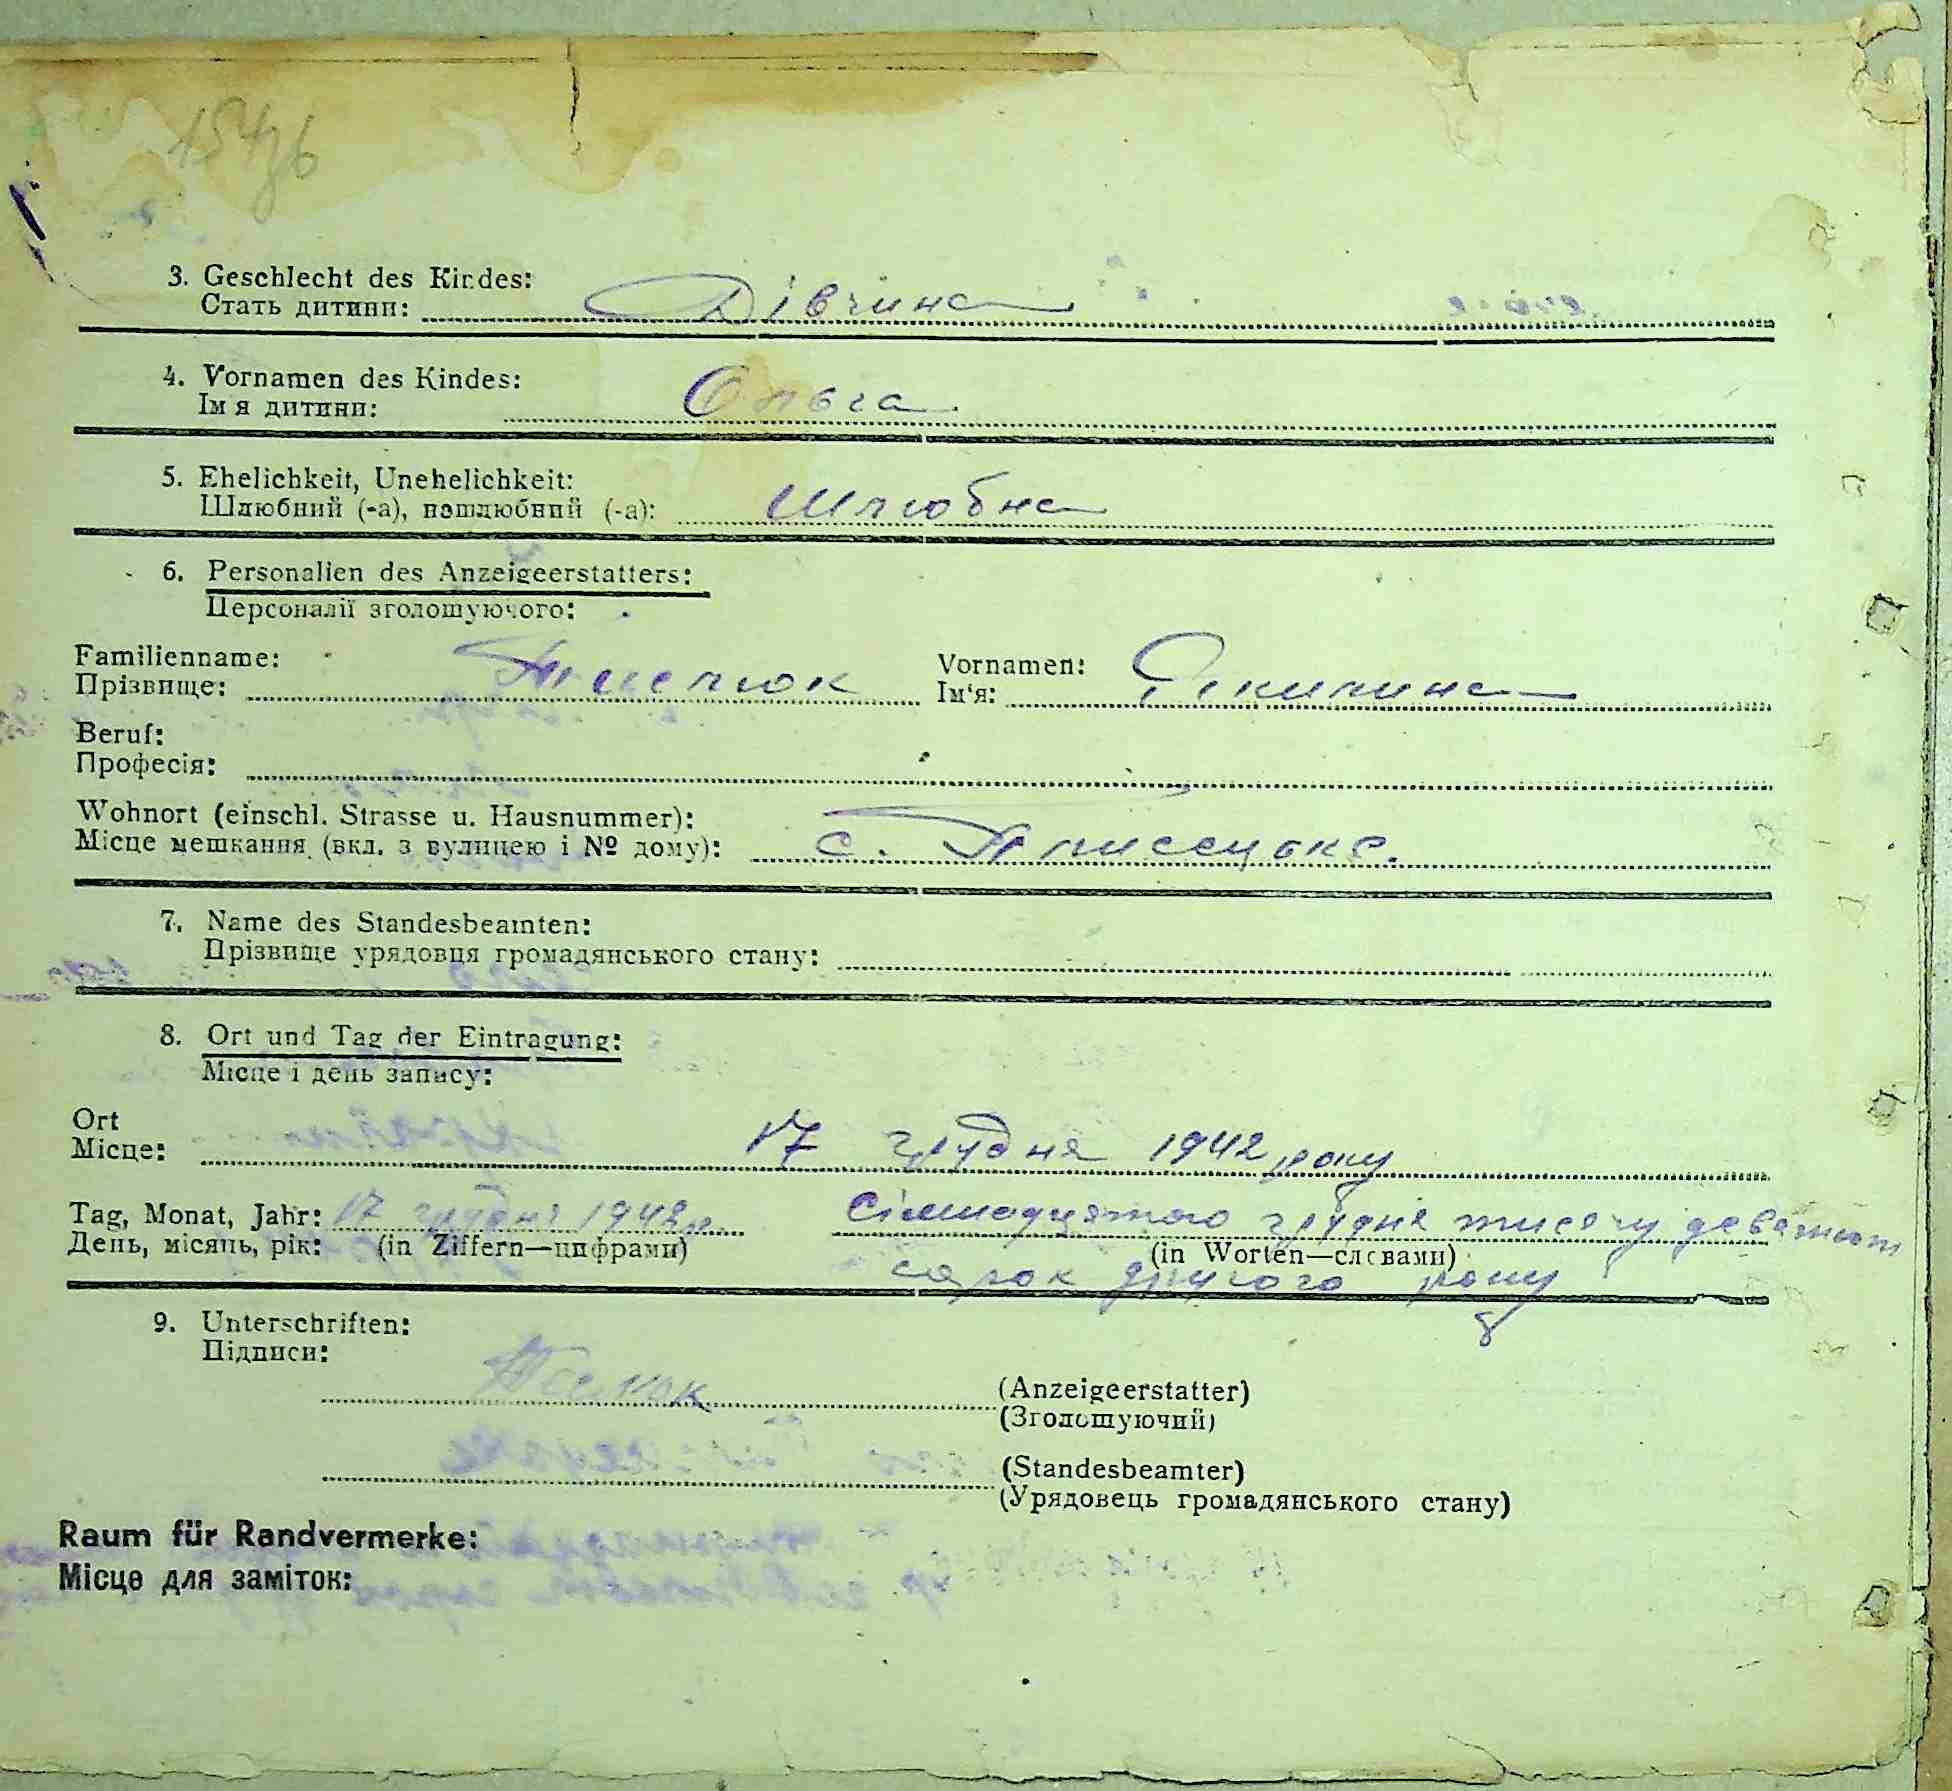 3. Geschlecht des Kindes:
Стать дитини: Дівчина
4. Vornamen des Kindes:
Імя дитини: Ольга
5. Ehelichkeit, Unehelichkeit:
Шлюбний (-а), пошлюбний (-а): Шлюбна
6. Personalien des Anzeigeerstatters:
Персоналії зголошуючого:
Familienname: Vornamen:
Прізвище: Ім'я:
Beruf:
Професія:
Wohnort (einschl. Strasse u. Hausnummer):
Місце мешкання (вкл. з вулицею і № дому): с.
7. Name des Standesbeamten:
Прізвище урядовця громадянського стану:
8. Ort und Tag der Eintragung:
Місце і день запису:
Ort
Місце: 17 грудня 1942 року
Tag, Monat, Jahr: 17 грудня 1942 р. Сімнадцятого грудня тисячу девятсот
День, місяць, рік: (in Ziffern—цифрами) (in Worten—словами)
сорок другого року
9. Unterschriften:
Підписи:
(Anzeigeerstatter)
(Зголошуючий)
(Standesbeamter)
(Урядовець громадянського стану)
Raum für Randvermerke:
Місце для заміток: